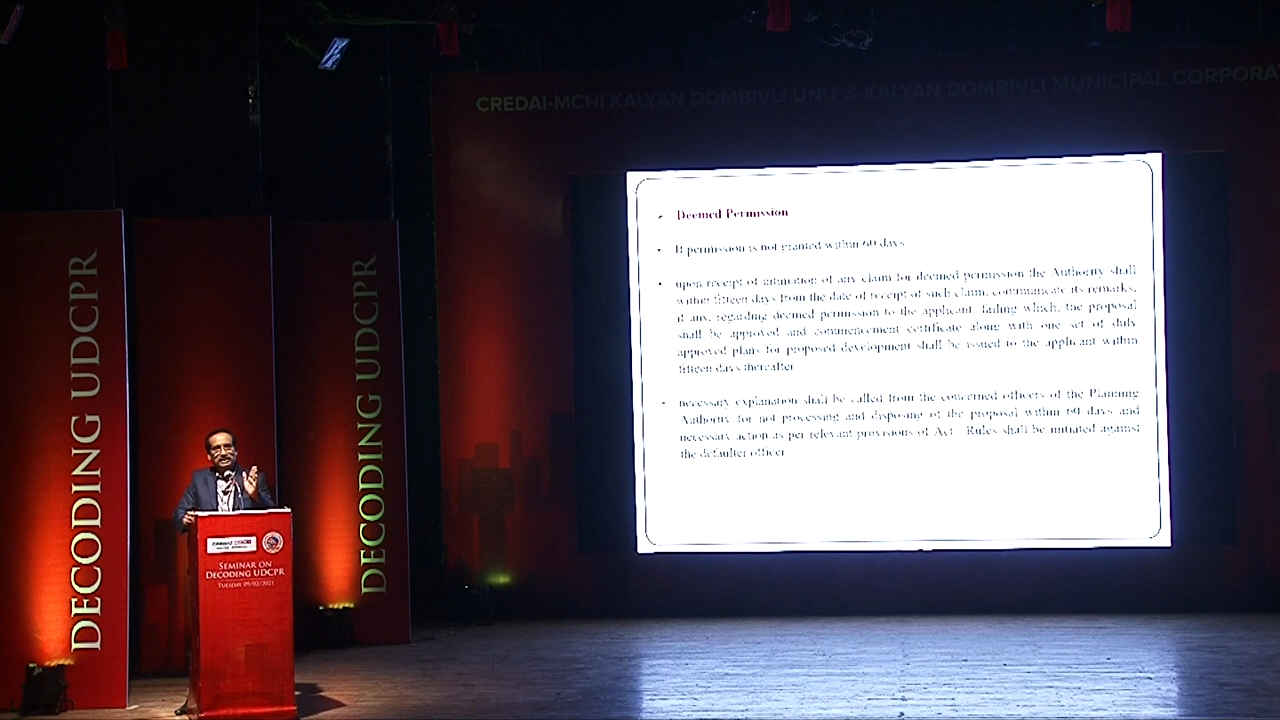 CREDAI-MCHI KALYAN DOMBIVLI UNIT & KALYAN DOMBIVLI MUNICIPAL CORPORA
Deemed Permission
If permission is not granted within 60 days
upon receipt of intimation of any claim for deemed permission the Authority shall
within fifteen days from the date of receipt of such claim, communicate its remarks,
if any, regarding deemed permission to the applicant, failing which, the proposal
shall be approved and commencement certificate along with one set of duly
approved plans for proposed development shall be issued to the applicant within
fifteen days thereafter
necessary explanation shall be called from the concerned officers of the Planning
Authority for not processing and disposing of the proposal within 60 days and
necessary action as per relevant provisions of Act Rules shall be initiated against
the defaulter officer
DECODING UDCPR
DECODING UDCPR
SEMINAR ON
DECODING UDCPR
TUESDAY 09/02/2021